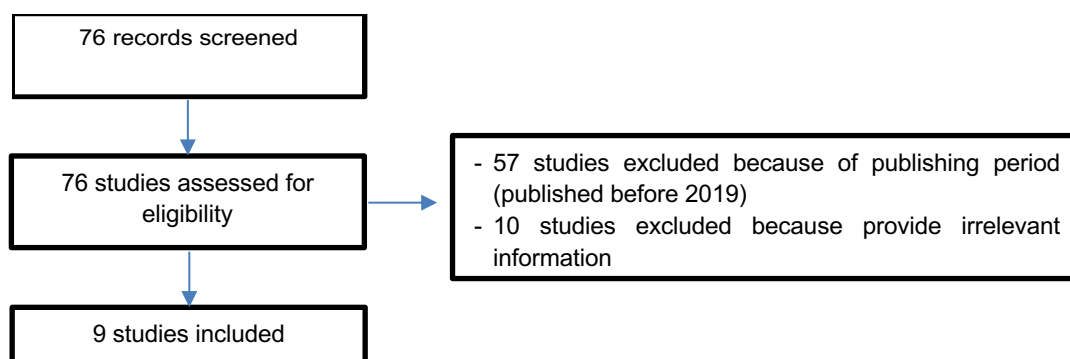 76 records screened
76 studies assessed for
eligibility
- 57 studies excluded because of publishing period
(published before 2019)
- 10 studies excluded because provide irrelevant
information
9 studies included